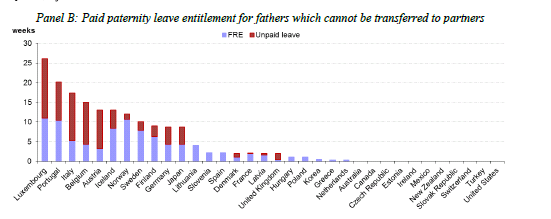 Panel B: Paid paternity leave entitlement for fathers which cannot be transferred to partners
weeks
FRE Unpaid leave
30
25
20
15
10
5
0
Luxembourg
Portugal
Italy
Belgium
Austria
Iceland
Norway
Sweden
Finland
Germany
Japan
Lithuania
Slovenia
Spain
Denmark
France
Latvia
United Kingdom
Hungary
Poland
Korea
Greece
Netherlands
Australia
Canada
Czech Republic
Estonia
Ireland
Mexico
New Zealand
Slovak Republic
Switzerland
Turkey
United States